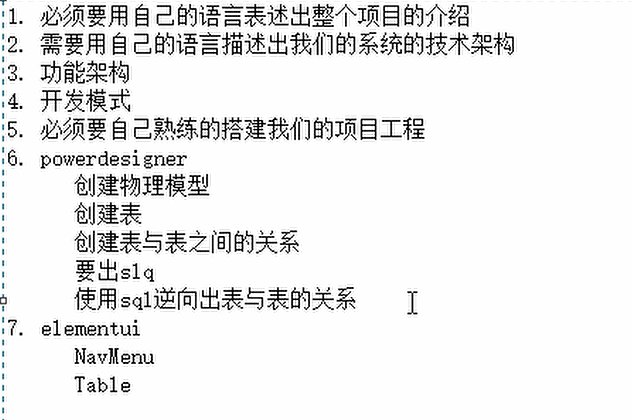 1. 必须要用自己的语言表述出整个项目的介绍
2. 需要用自己的语言描述出我们的系统的技术架构
3. 功能架构
4. 开发模式
5. 必须要自己熟练的搭建我们的项目工程
6. powerdesigner
创建物理模型
创建表
创建表与表之间的关系
要出slq
使用sql逆向出表与表的关系
7. elementui
NavMenu
Table